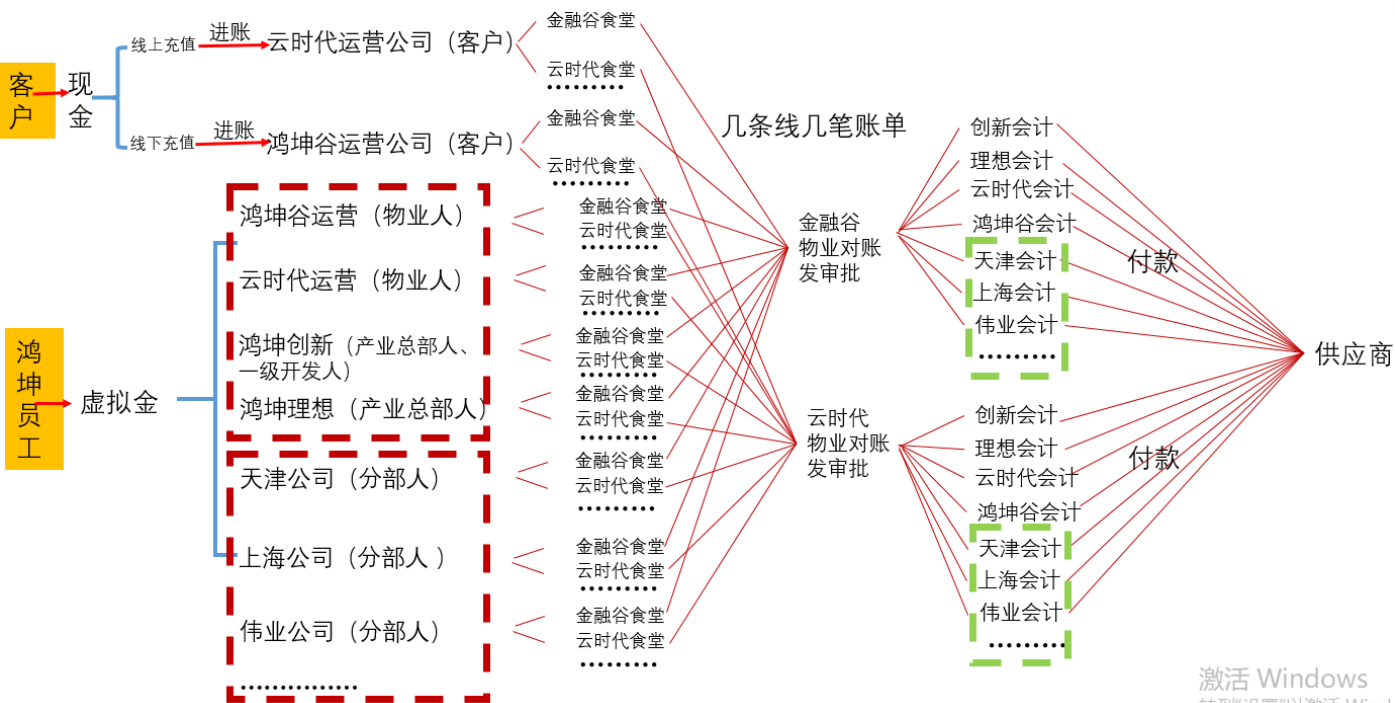 客户
现金
线上充值
进账
云时代运营公司（客户）
金融谷食堂
云时代食堂
.........
线下充值
进账
鸿坤谷运营公司（客户）
金融谷食堂
云时代食堂
.........
几条线几笔账单
鸿坤员工
虚拟金
鸿坤谷运营（物业人）
金融谷食堂
云时代食堂
.........
云时代运营（物业人）
金融谷食堂
云时代食堂
.........
鸿坤创新（产业总部人、
一级开发人）
金融谷食堂
云时代食堂
.........
鸿坤理想（产业总部人）
金融谷食堂
云时代食堂
.........
天津公司（分部人）
金融谷食堂
云时代食堂
.........
上海公司（分部人 ）
金融谷食堂
云时代食堂
.........
伟业公司（分部人）
金融谷食堂
云时代食堂
.........
..............
金融谷
物业对账
发审批
创新会计
理想会计
云时代会计
鸿坤谷会计
天津会计
上海会计
伟业会计
.........
付款
云时代
物业对账
发审批
创新会计
理想会计
云时代会计
鸿坤谷会计
天津会计
上海会计
伟业会计
.........
付款
供应商
激活 Windows